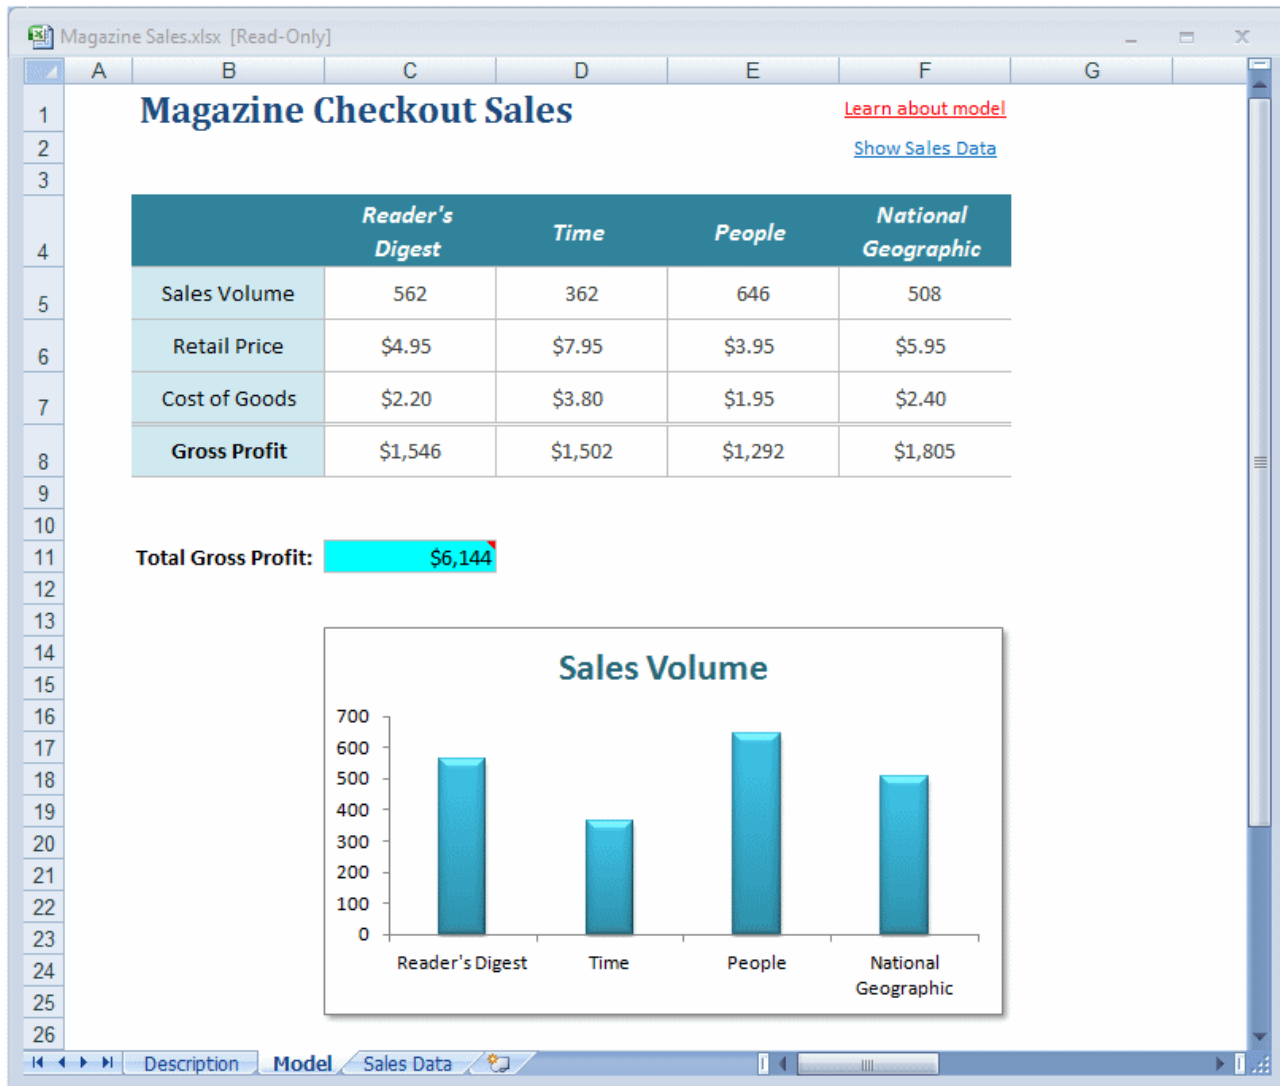 Magazine Sales.xlsx [Read-Only]
A B C D E F G
1 Magazine Checkout Sales Learn about model
2 Show Sales Data
3
4 Reader's Digest Time People National Geographic
5 Sales Volume 562 362 646 508
6 Retail Price $4.95 $7.95 $3.95 $5.95
7 Cost of Goods $2.20 $3.80 $1.95 $2.40
8 Gross Profit $1,546 $1,502 $1,292 $1,805
9
10
11 Total Gross Profit: $6,144
12
13
14
15
16
17
18
19
20
21
22
23
24
25
26
Sales Volume
700
600
500
400
300
200
100
0
Reader's Digest Time People National Geographic
Description Model Sales Data